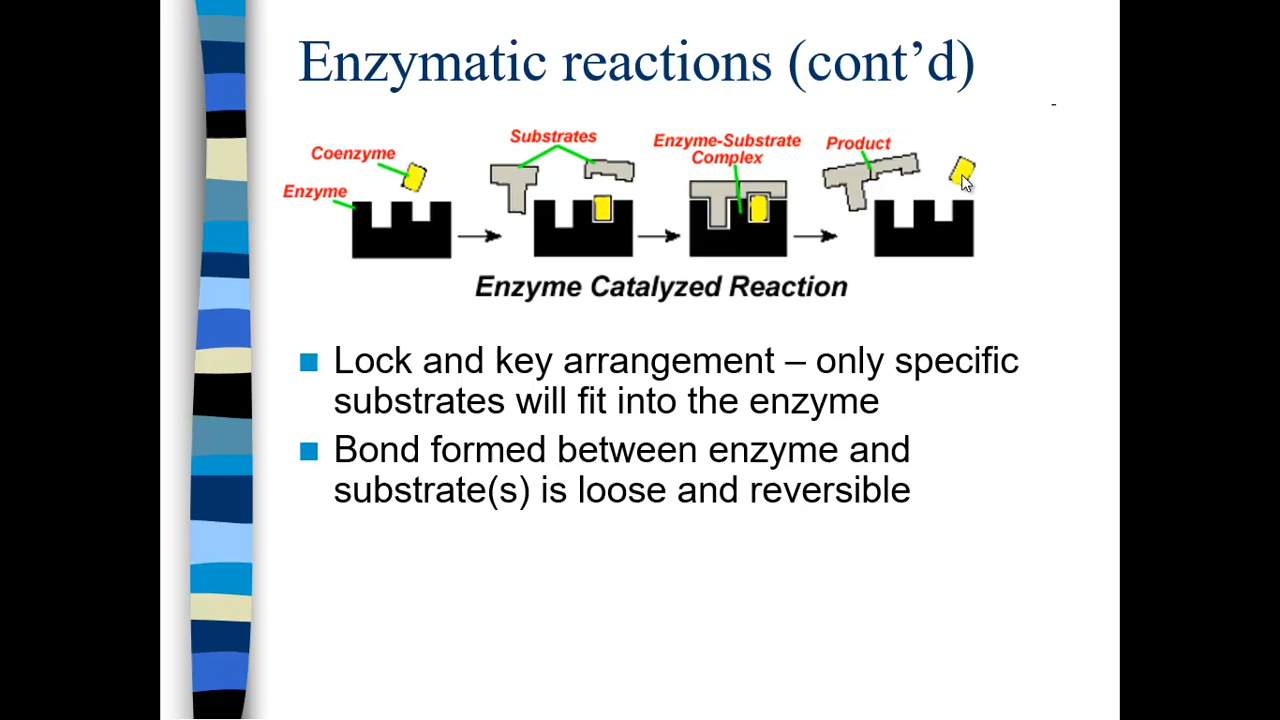 Enzymatic reactions (cont’d)
Substrates
Enzyme-Substrate
Complex
Product
Coenzyme
Enzyme
Enzyme Catalyzed Reaction
Lock and key arrangement – only specific
substrates will fit into the enzyme
Bond formed between enzyme and
substrate(s) is loose and reversible